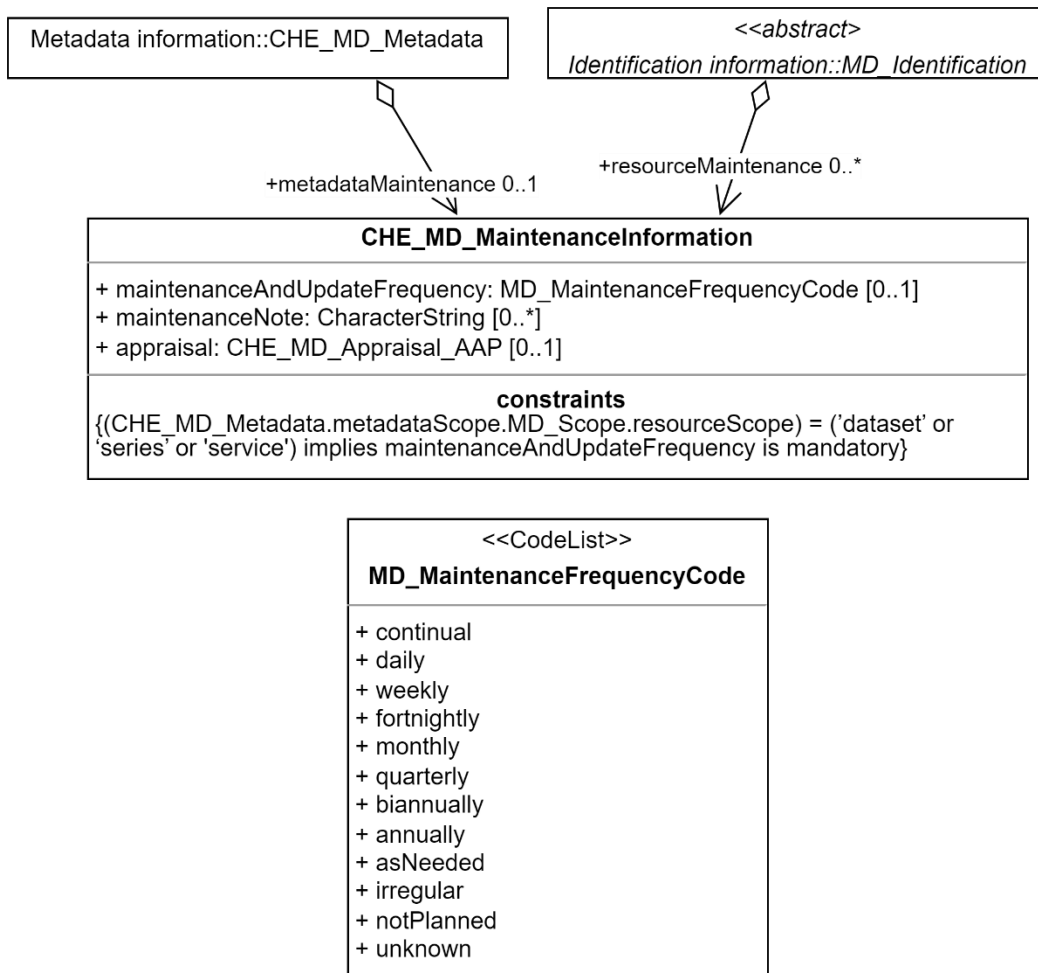 Metadata information::CHE_MD_Metadata
<<abstract>
Identification information::MD_Identification
+metadataMaintenance 0..1
+resourceMaintenance 0..*
CHE_MD_MaintenanceInformation
+ maintenanceAndUpdateFrequency: MD_MaintenanceFrequencyCode [0..1]
+ maintenanceNote: CharacterString [0..*]
+ appraisal: CHE_MD_Appraisal_AAP [0..1]
constraints
{(CHE_MD_Metadata.metadataScope.MD_Scope.resourceScope) = (’dataset’ or
‘series’ or 'service') implies maintenanceAndUpdateFrequency is mandatory}
<<CodeList>>
MD_MaintenanceFrequencyCode
+ continual
+ daily
+ weekly
+ fortnightly
+ monthly
+ quarterly
+ biannually
+ annually
+ asNeeded
+ irregular
+ notPlanned
+ unknown